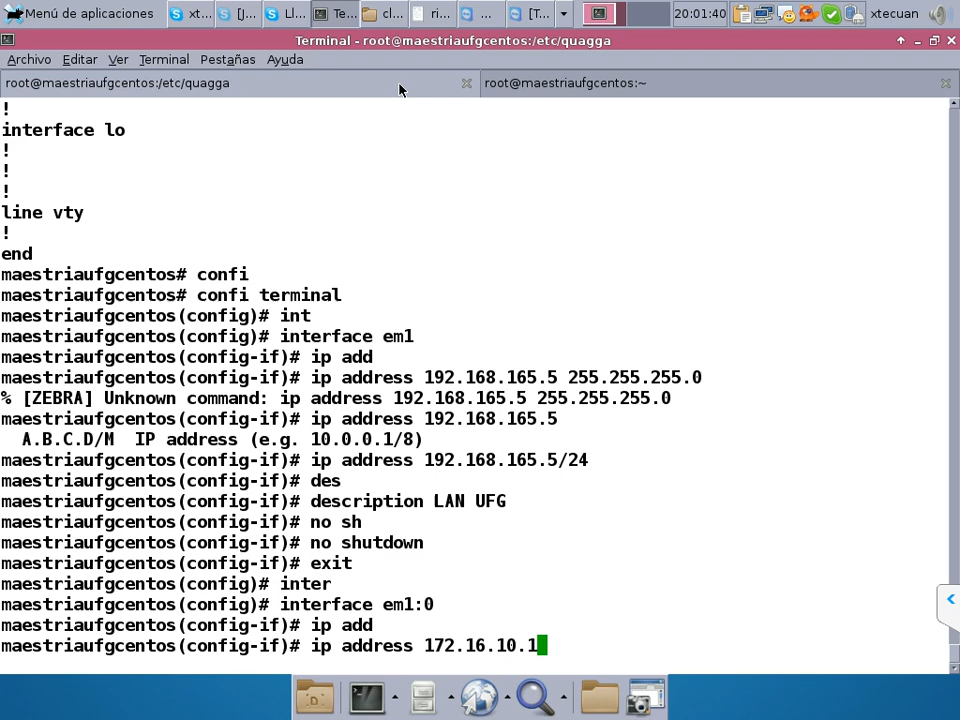 Menú de aplicaciones
xt...
[J...
Ll...
Te...
cl...
ri...
...
[T...
20:01:40
xtecuan
Terminal - root@maestriaufgcentos:/etc/quagga
Archivo Editar Ver Terminal Pestañas Ayuda
root@maestriaufgcentos:/etc/quagga
root@maestriaufgcentos:~
!
interface lo
!
!
!
line vty
!
end
maestriaufgcentos# confi
maestriaufgcentos# confi terminal
maestriaufgcentos(config)# int
maestriaufgcentos(config)# interface em1
maestriaufgcentos(config-if)# ip add
maestriaufgcentos(config-if)# ip address 192.168.165.5 255.255.255.0
% [ZEBRA] Unknown command: ip address 192.168.165.5 255.255.255.0
maestriaufgcentos(config-if)# ip address 192.168.165.5
  A.B.C.D/M  IP address (e.g. 10.0.0.1/8)
maestriaufgcentos(config-if)# ip address 192.168.165.5/24
maestriaufgcentos(config-if)# des
maestriaufgcentos(config-if)# description LAN UFG
maestriaufgcentos(config-if)# no sh
maestriaufgcentos(config-if)# no shutdown
maestriaufgcentos(config-if)# exit
maestriaufgcentos(config)# inter
maestriaufgcentos(config)# interface em1:0
maestriaufgcentos(config-if)# ip add
maestriaufgcentos(config-if)# ip address 172.16.10.1